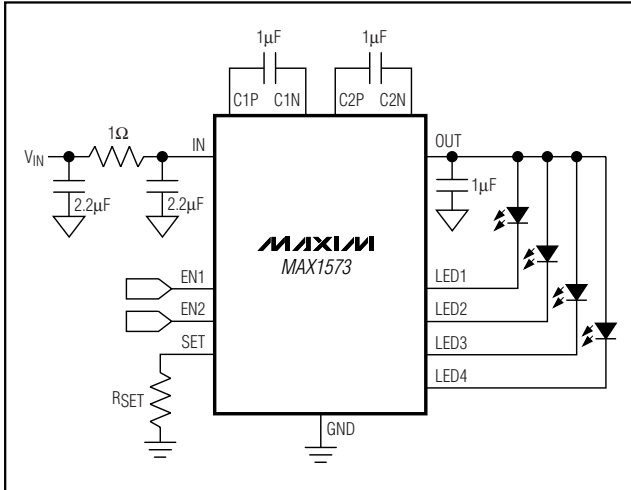 1µF
1µF
C1P C1N C2P C2N
1Ω
VIN
IN
OUT
2.2µF
2.2µF
1µF
MAXIM
MAX1573
EN1
LED1
EN2
LED2
SET
LED3
LED4
RSET
GND